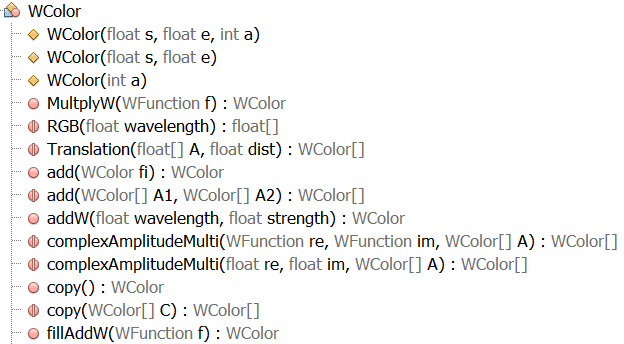 WColor
WColor(float s, float e, int a)
WColor(float s, float e)
WColor(int a)
MultplyW(WFunction f) : WColor
RGB(float wavelength) : float[]
Translation(float[] A, float dist) : WColor[]
add(WColor fi) : WColor
add(WColor[] A1, WColor[] A2) : WColor[]
addW(float wavelength, float strength) : WColor
complexAmplitudeMulti(WFunction re, WFunction im, WColor[] A) : WColor[]
complexAmplitudeMulti(float re, float im, WColor[] A) : WColor[]
copy() : WColor
copy(WColor[] C) : WColor[]
fillAddW(WFunction f) : WColor